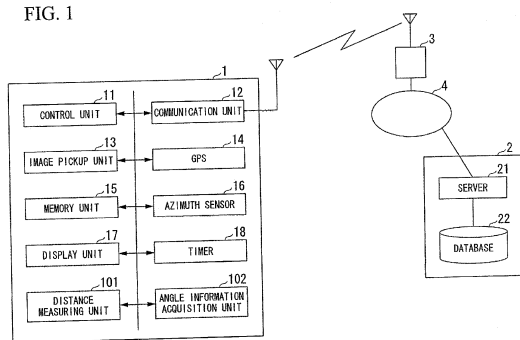 FIG. 1
1
11
CONTROL UNIT
12
COMMUNICATION UNIT
13
IMAGE PICKUP UNIT
14
GPS
15
MEMORY UNIT
16
AZIMUTH SENSOR
17
DISPLAY UNIT
18
TIMER
101
DISTANCE
MEASURING UNIT
102
ANGLE INFORMATION
ACQUISITION UNIT
3
4
2
21
SERVER
22
DATABASE